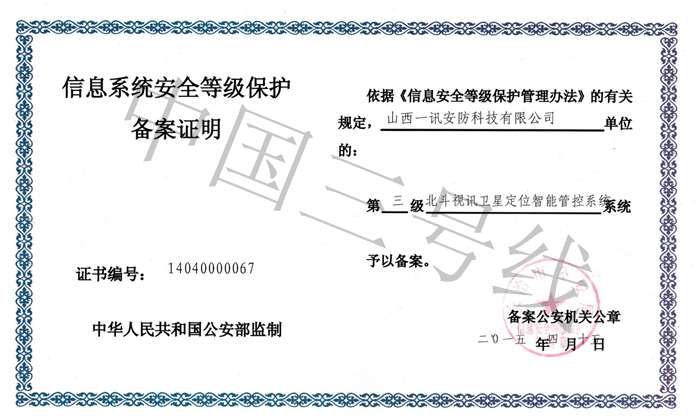 信息系统安全等级保护
备案证明
证书编号：14040000067
中华人民共和国公安部监制
依据《信息安全等级保护管理办法》的有关
规定，山西一讯安防科技有限公司单位
的：
第三级北斗视讯卫星定位智能管控系统系统
予以备案。
备案公安机关公章
二〇一五年四月十五日
中国三号线